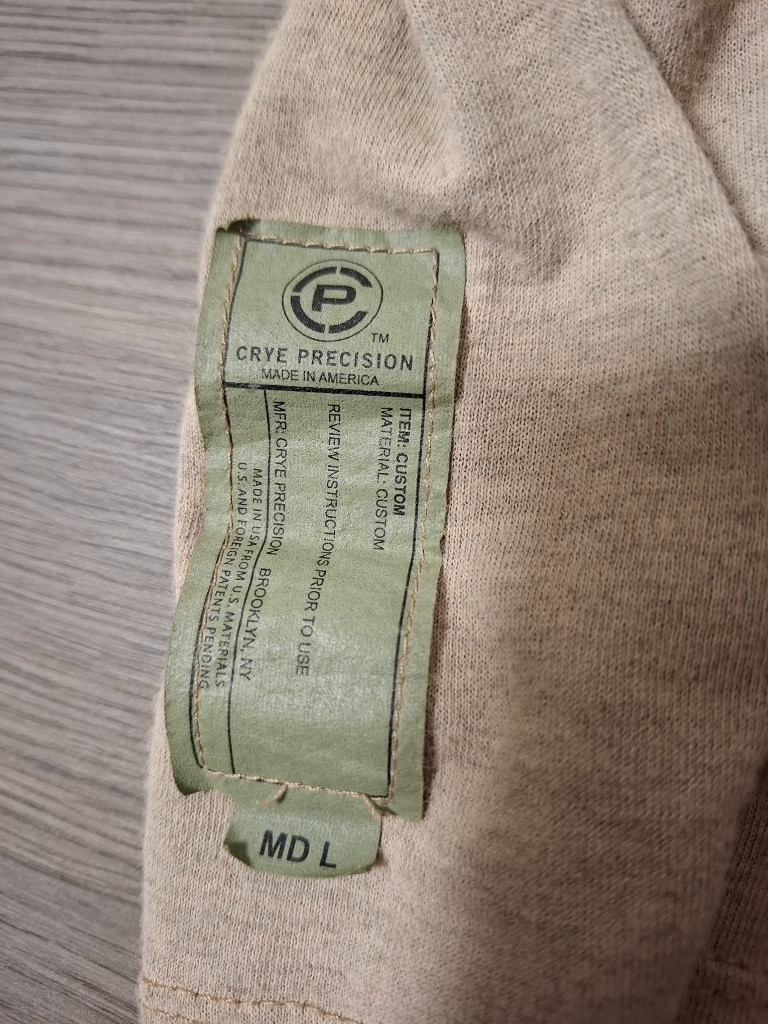 P
TM
CRYE PRECISION
MADE IN AMERICA
ITEM: CUSTOM
MATERIAL: CUSTOM
REVIEW INSTRUCTIONS PRIOR TO USE
MFR: CRYE PRECISION BROOKLYN, NY
MADE IN USA FROM U.S. MATERIALS
U.S. AND FOREIGN PATENTS PENDING
MD L